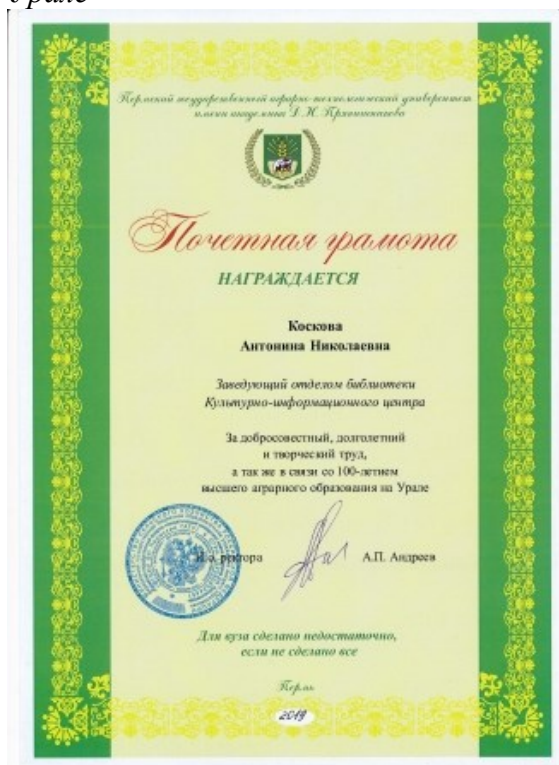 Урале
Пермский государственный аграрно-технологический университет
имени академика Д.Н. Прянишникова
Почетная грамота
НАГРАЖДАЕТСЯ
Коскова
Антонина Николаевна
Заведующий отделом библиотеки
Культурно-информационного центра
За добросовестный, долголетний
и творческий труд,
а так же в связи со 100-летием
высшего аграрного образования на Урале
И.о. ректора А.П. Андреев
Для вуза сделано недостаточно,
если не сделано все
Пермь
2019